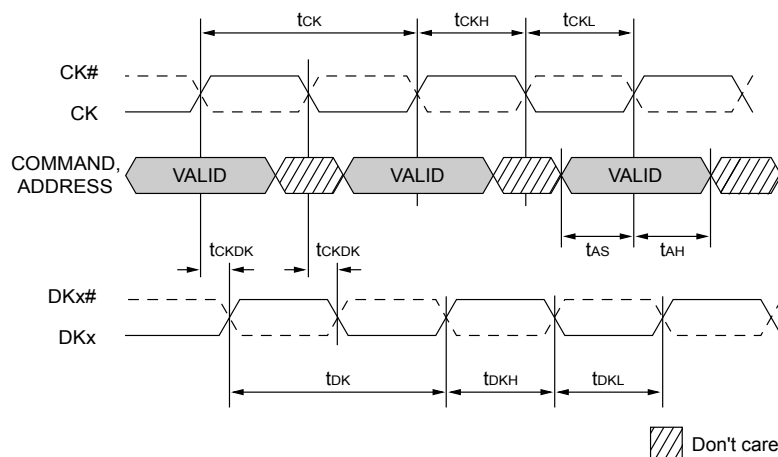 tCK tCKH tCKL
CK#
CK
COMMAND,
ADDRESS
VALID VALID VALID
tCKDK tCKDK tAS tAH
DKx#
DKx
tDK tDKH tDKL
Don't care